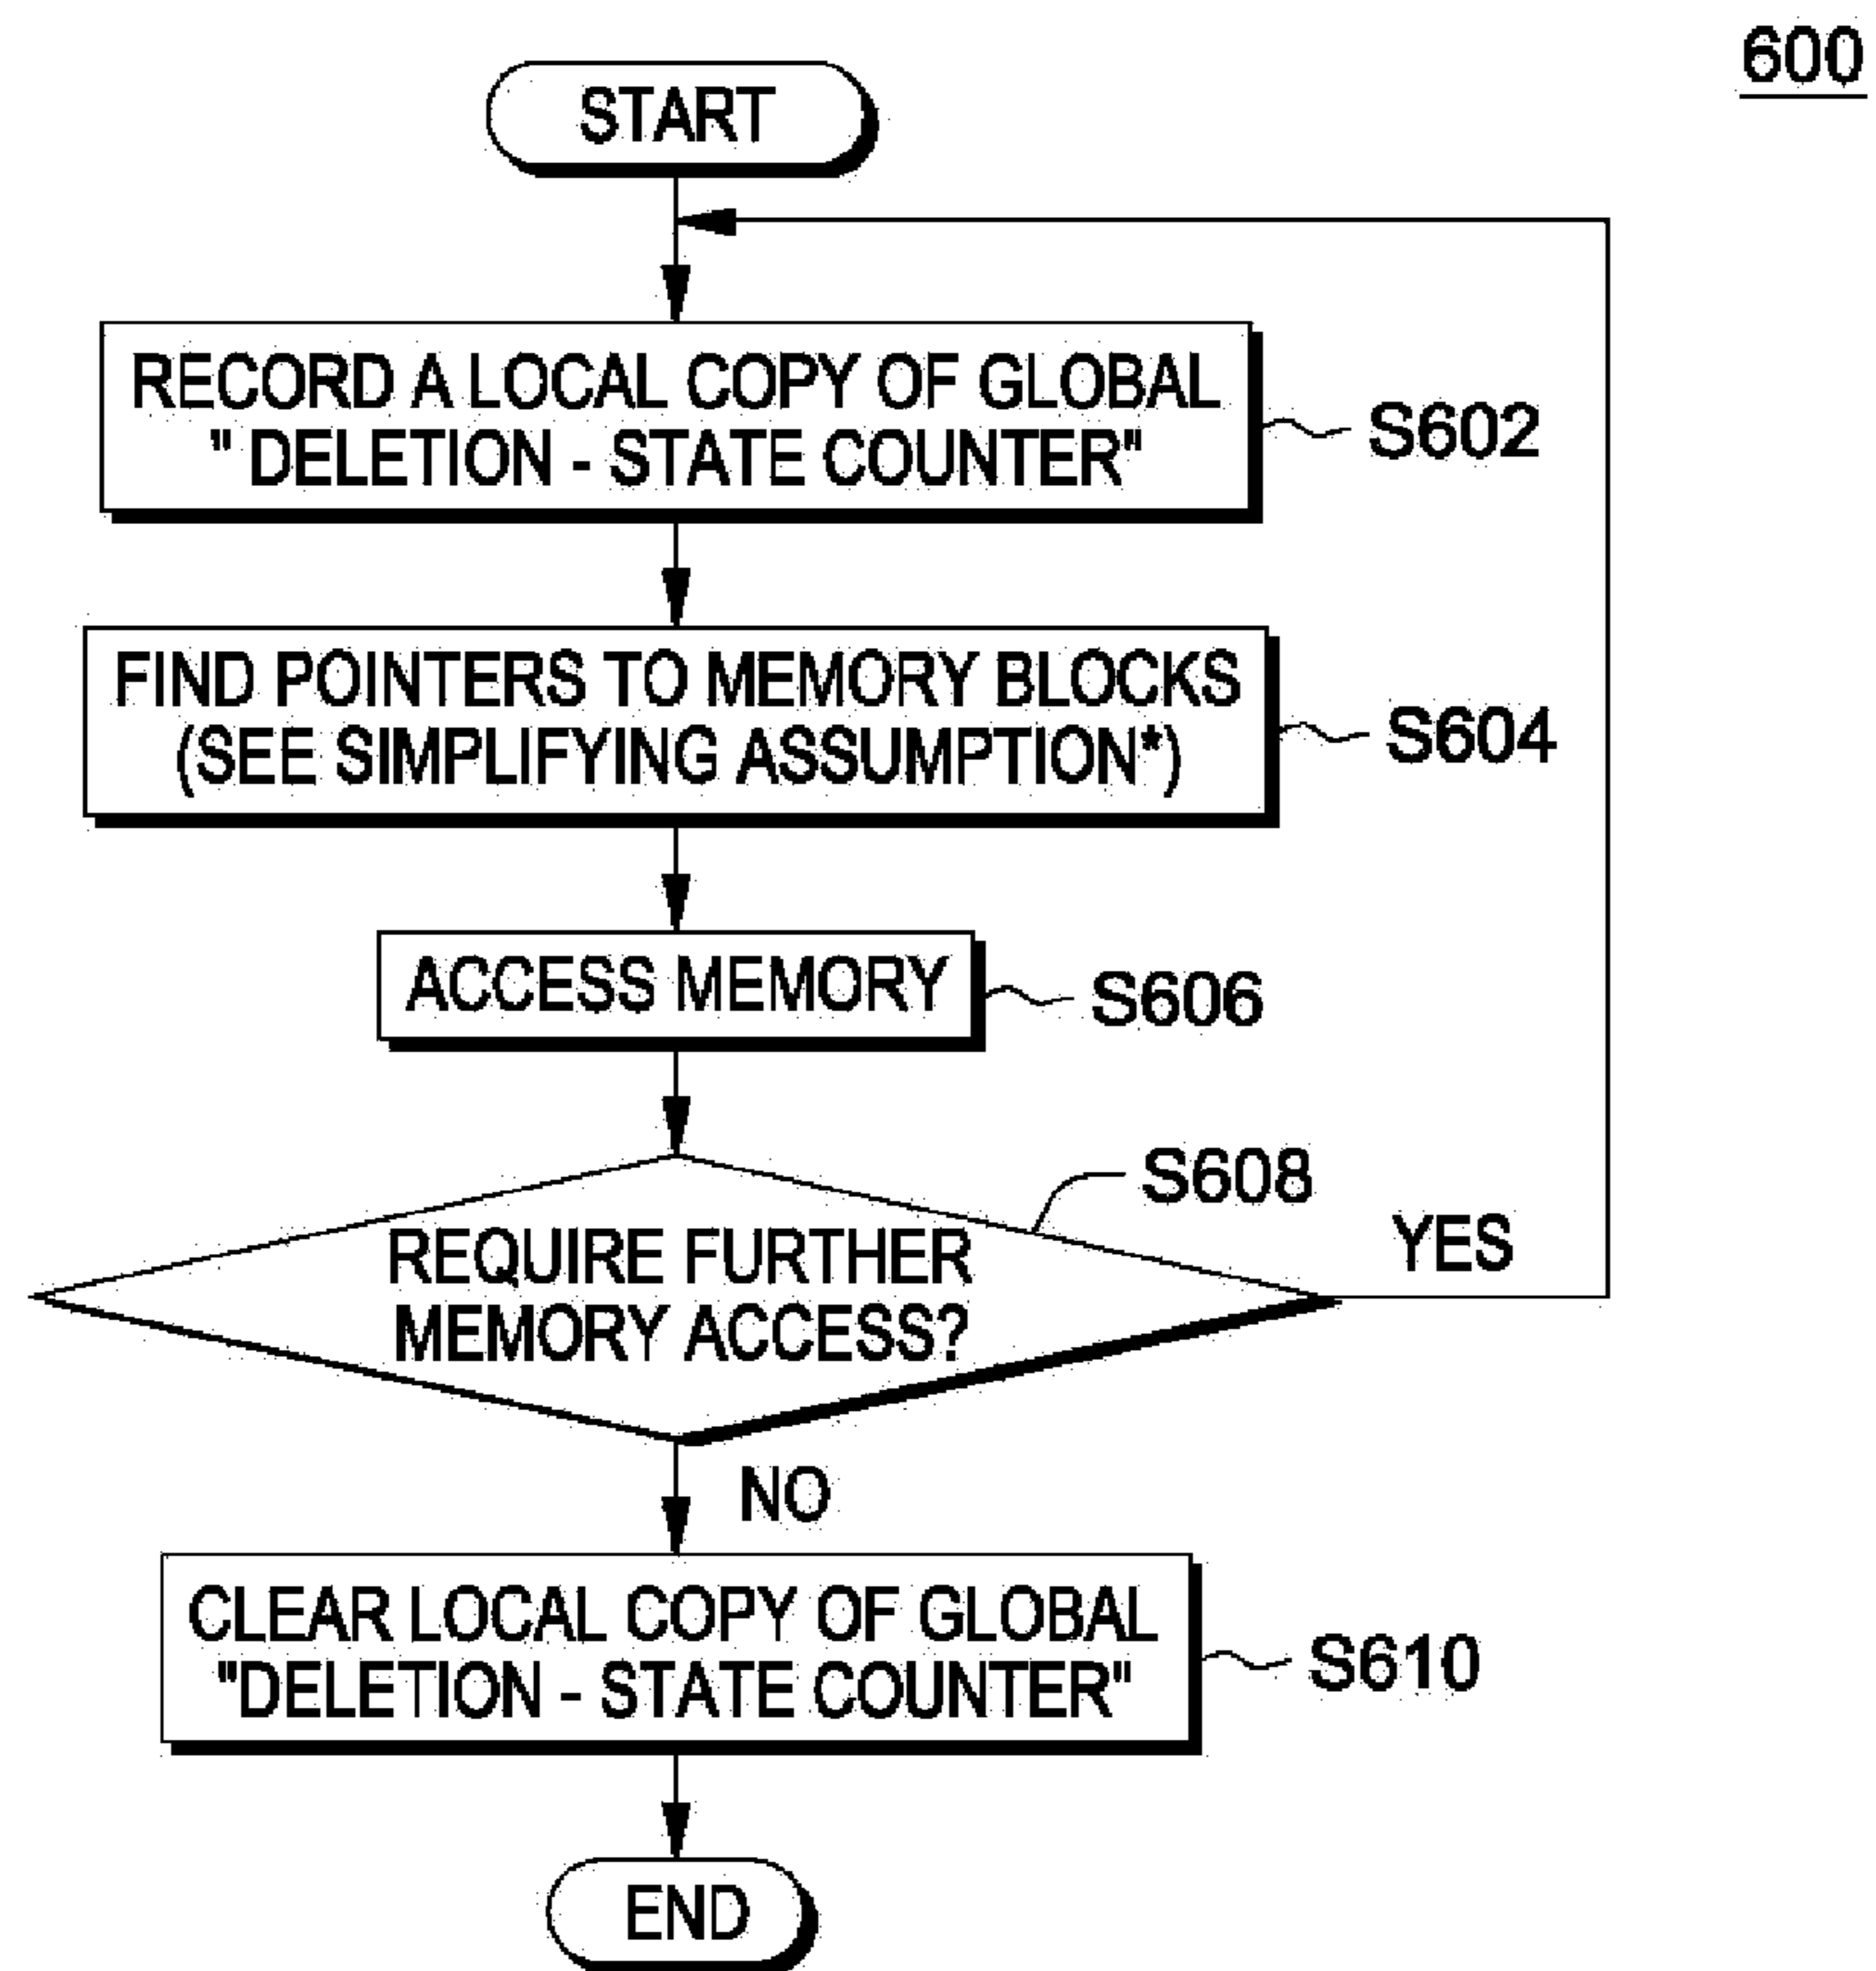 600
START
RECORD A LOCAL COPY OF GLOBAL
"DELETION - STATE COUNTER"
S602
FIND POINTERS TO MEMORY BLOCKS
(SEE SIMPLIFYING ASSUMPTION*)
S604
ACCESS MEMORY
S606
S608
REQUIRE FURTHER
MEMORY ACCESS?
YES
NO
CLEAR LOCAL COPY OF GLOBAL
"DELETION - STATE COUNTER"
S610
END